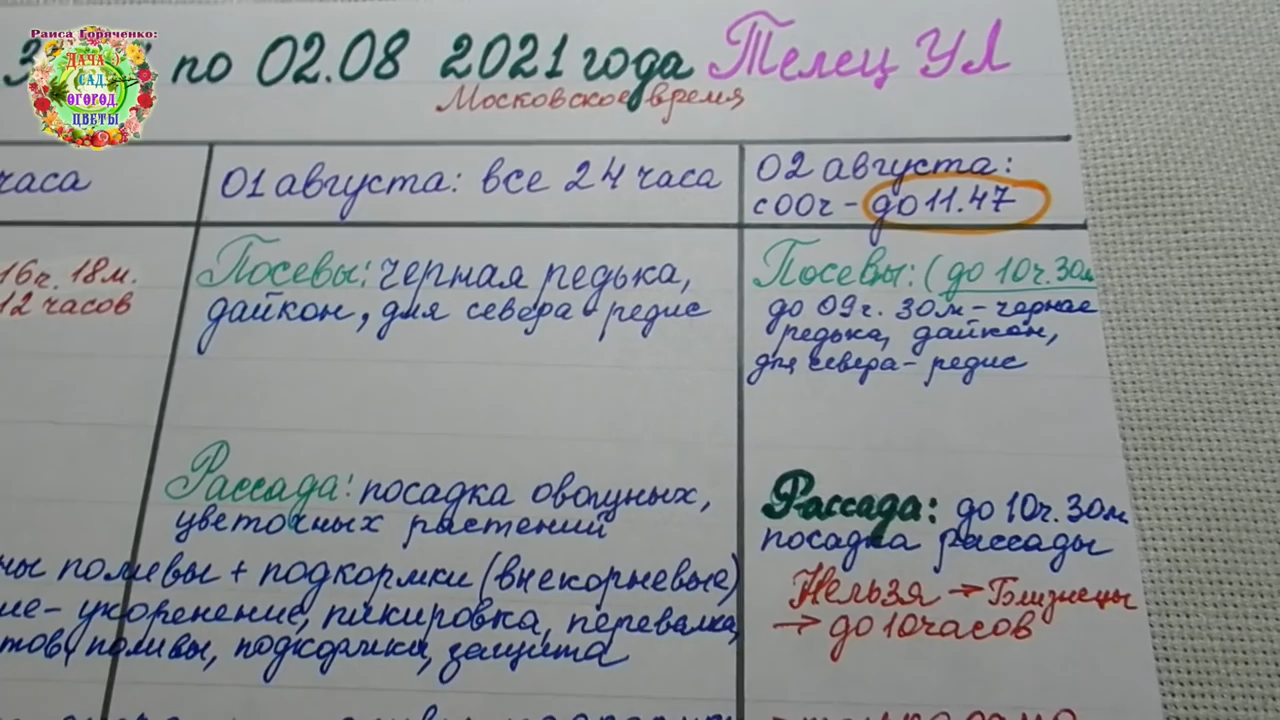 Раиса Горяченко:
Дача :)
сад,
огород,
цветы
по 02.08 2021 года Телец УЛ
Московское время
часа
01 августа: все 24 часа
02 августа:
с 00ч - до 11.47
16ч. 18м.
12 часов
Посевы: черная редька,
дайкон, для севера - редис
Посевы: (до 10ч. 30м
до 09ч. 30м - черная
редька, дайкон,
для севера - редис
Рассада: посадка овощных,
цветочных растений
ны поливы + подкормки (внекорневые)
ие - укоренение, пикировка, перевалка,
тов, поливы, подкормки, защита
Рассада: до 10ч. 30м
посадка рассады
Нельзя → Близнецы
→ до 10 часов